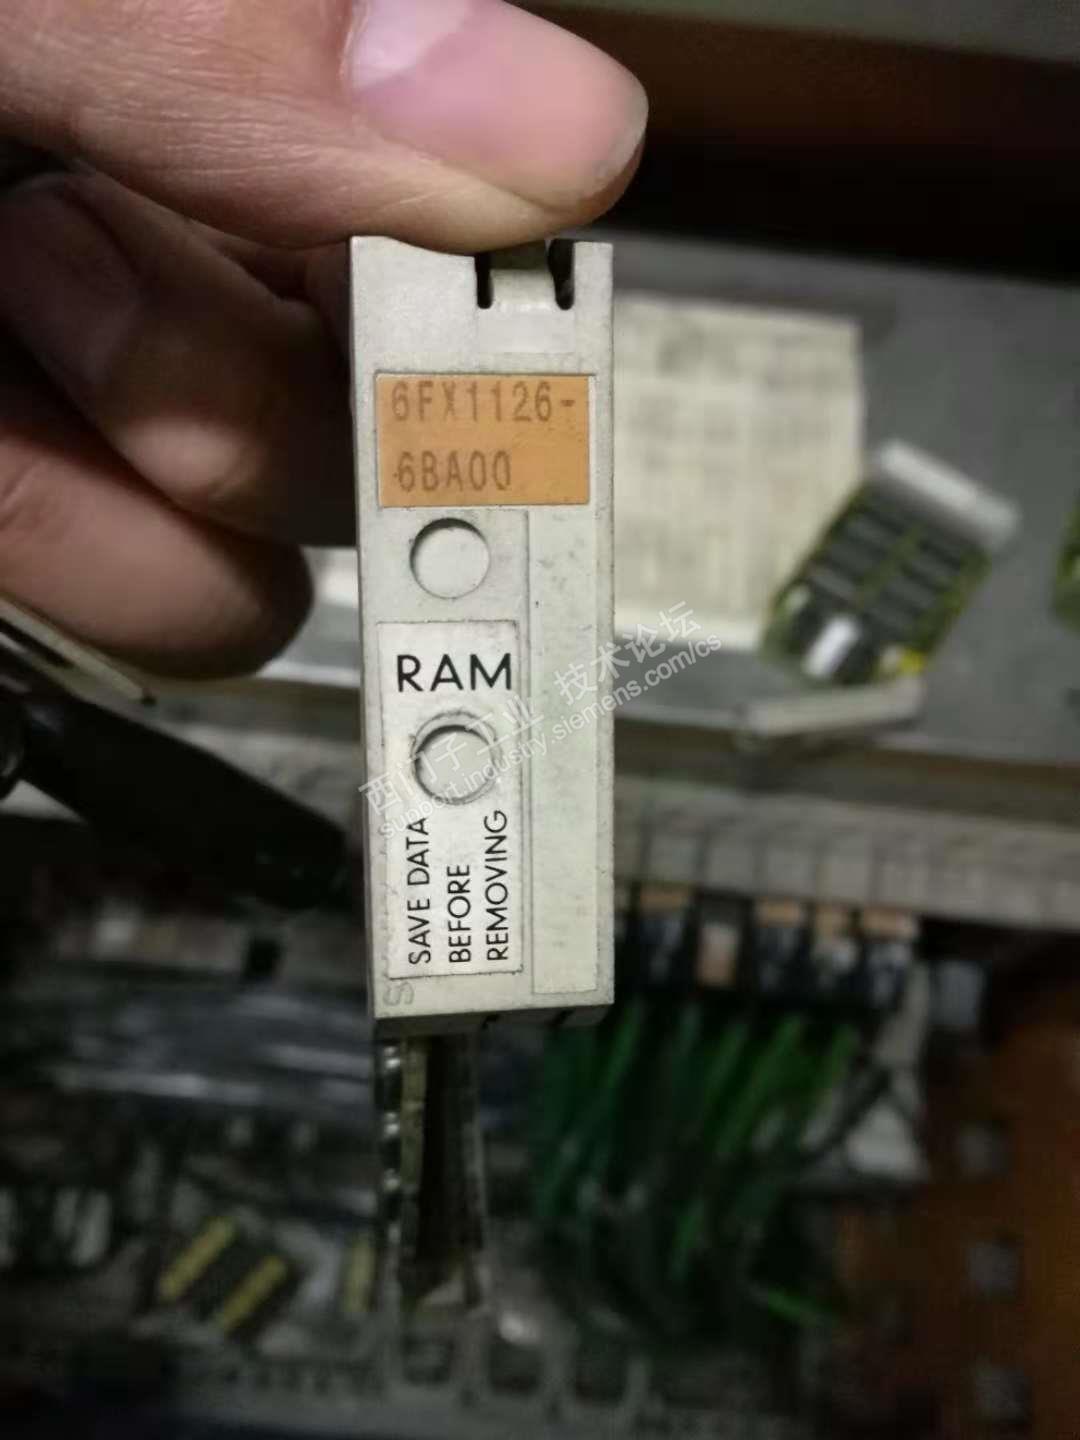 6FX1126-
6BA00
RAM
SAVE DATA
BEFORE
REMOVING
S
西门子工业 技术论坛
support.industry.siemens.com/cs